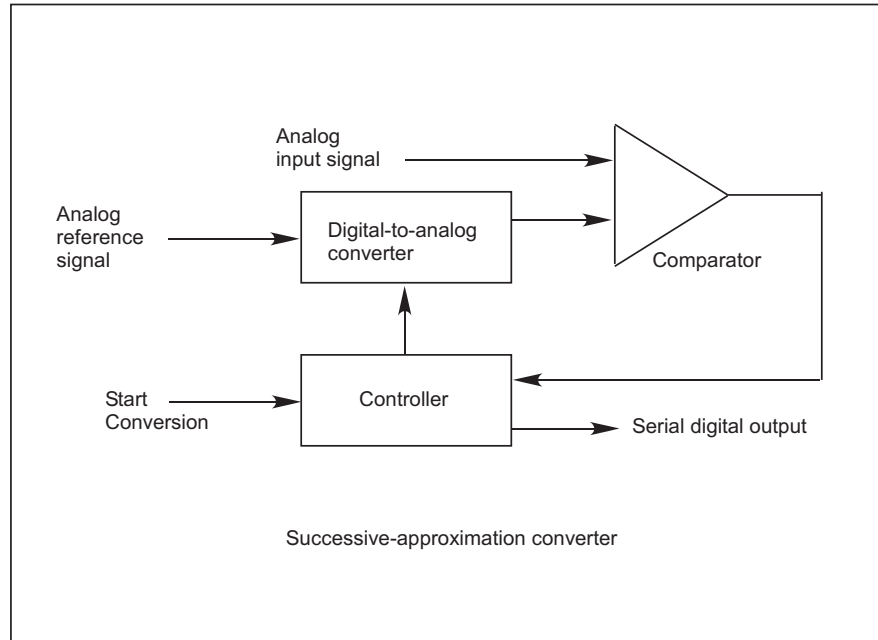 Analog
input signal
Analog
reference
signal
Digital-to-analog
converter
Comparator
Start
Conversion
Controller
Serial digital output
Successive-approximation converter